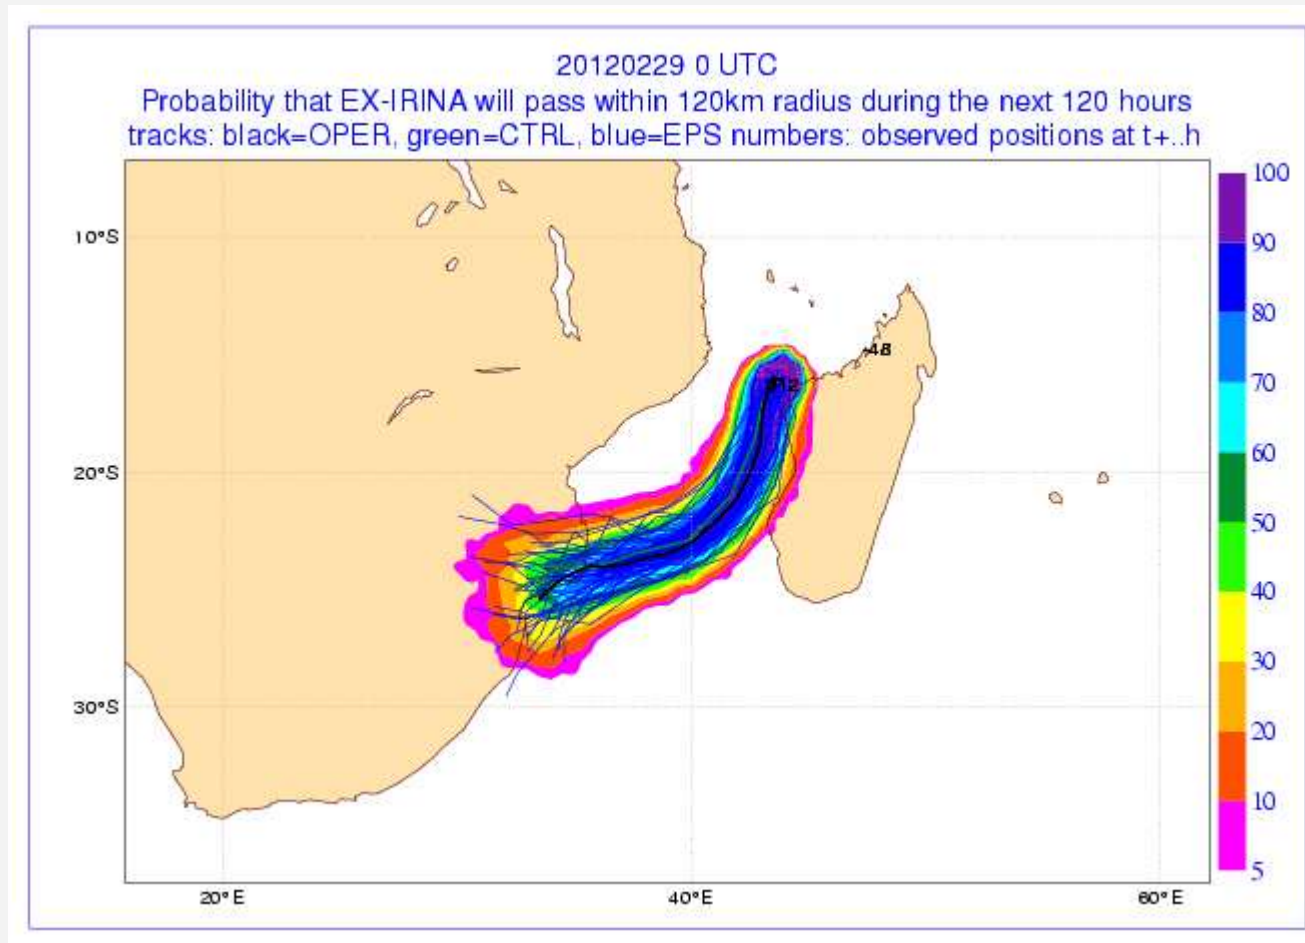 20120229 0 UTC
Probability that EX-IRINA will pass within 120km radius during the next 120 hours
tracks: black=OPER, green=CTRL, blue=EPS numbers: observed positions at t+..h
100
10°S
90
80
-48
70
20°S
60
50
40
30
30°S
20
10
5
20°E
40°E
60°E